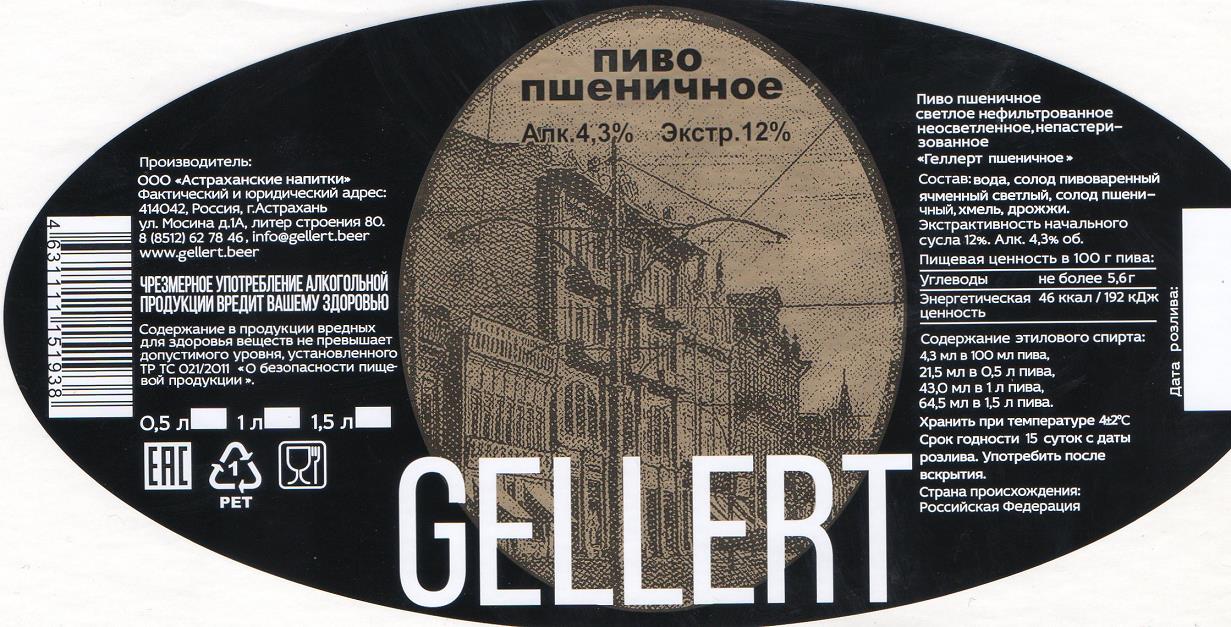 ПИВО
ПШЕНИЧНОЕ
Алк.4,3% Экстр.12%
GELLERT
Производитель:
ООО «Астраханские напитки»
Фактический и юридический адрес:
414042, Россия, г.Астрахань
ул. Мосина д.1А, литер строения 80.
8 (8512) 62 78 46, info@gellert.beer
www.gellert.beer
ЧРЕЗМЕРНОЕ УПОТРЕБЛЕНИЕ АЛКОГОЛЬНОЙ
ПРОДУКЦИИ ВРЕДИТ ВАШЕМУ ЗДОРОВЬЮ
Содержание в продукции вредных
для здоровья веществ не превышает
допустимого уровня, установленного
ТР ТС 021/2011 «О безопасности пище-
вой продукции».
0,5 л 1 л 1,5 л
EAC
1
PET
4631111151938
Пиво пшеничное
светлое нефильтрованное
неосветленное,непастери-
зованное
«Геллерт пшеничное»
Состав:вода, солод пивоваренный
ячменный светлый, солод пшени-
чный,хмель, дрожжи.
Экстрактивность начального
сусла 12%. Алк. 4,3% об.
Пищевая ценность в 100 г пива:
Углеводы не более 5,6г
Энергетическая 46 ккал / 192 кДж
ценность
Содержание этилового спирта:
4,3 мл в 100 мл пива,
21,5 мл в 0,5 л пива,
43,0 мл в 1 л пива,
64,5 мл в 1,5 л пива.
Хранить при температуре 4±2°С
Срок годности 15 суток с даты
розлива. Употребить после
вскрытия.
Страна происхождения:
Российская Федерация
Дата розлива: